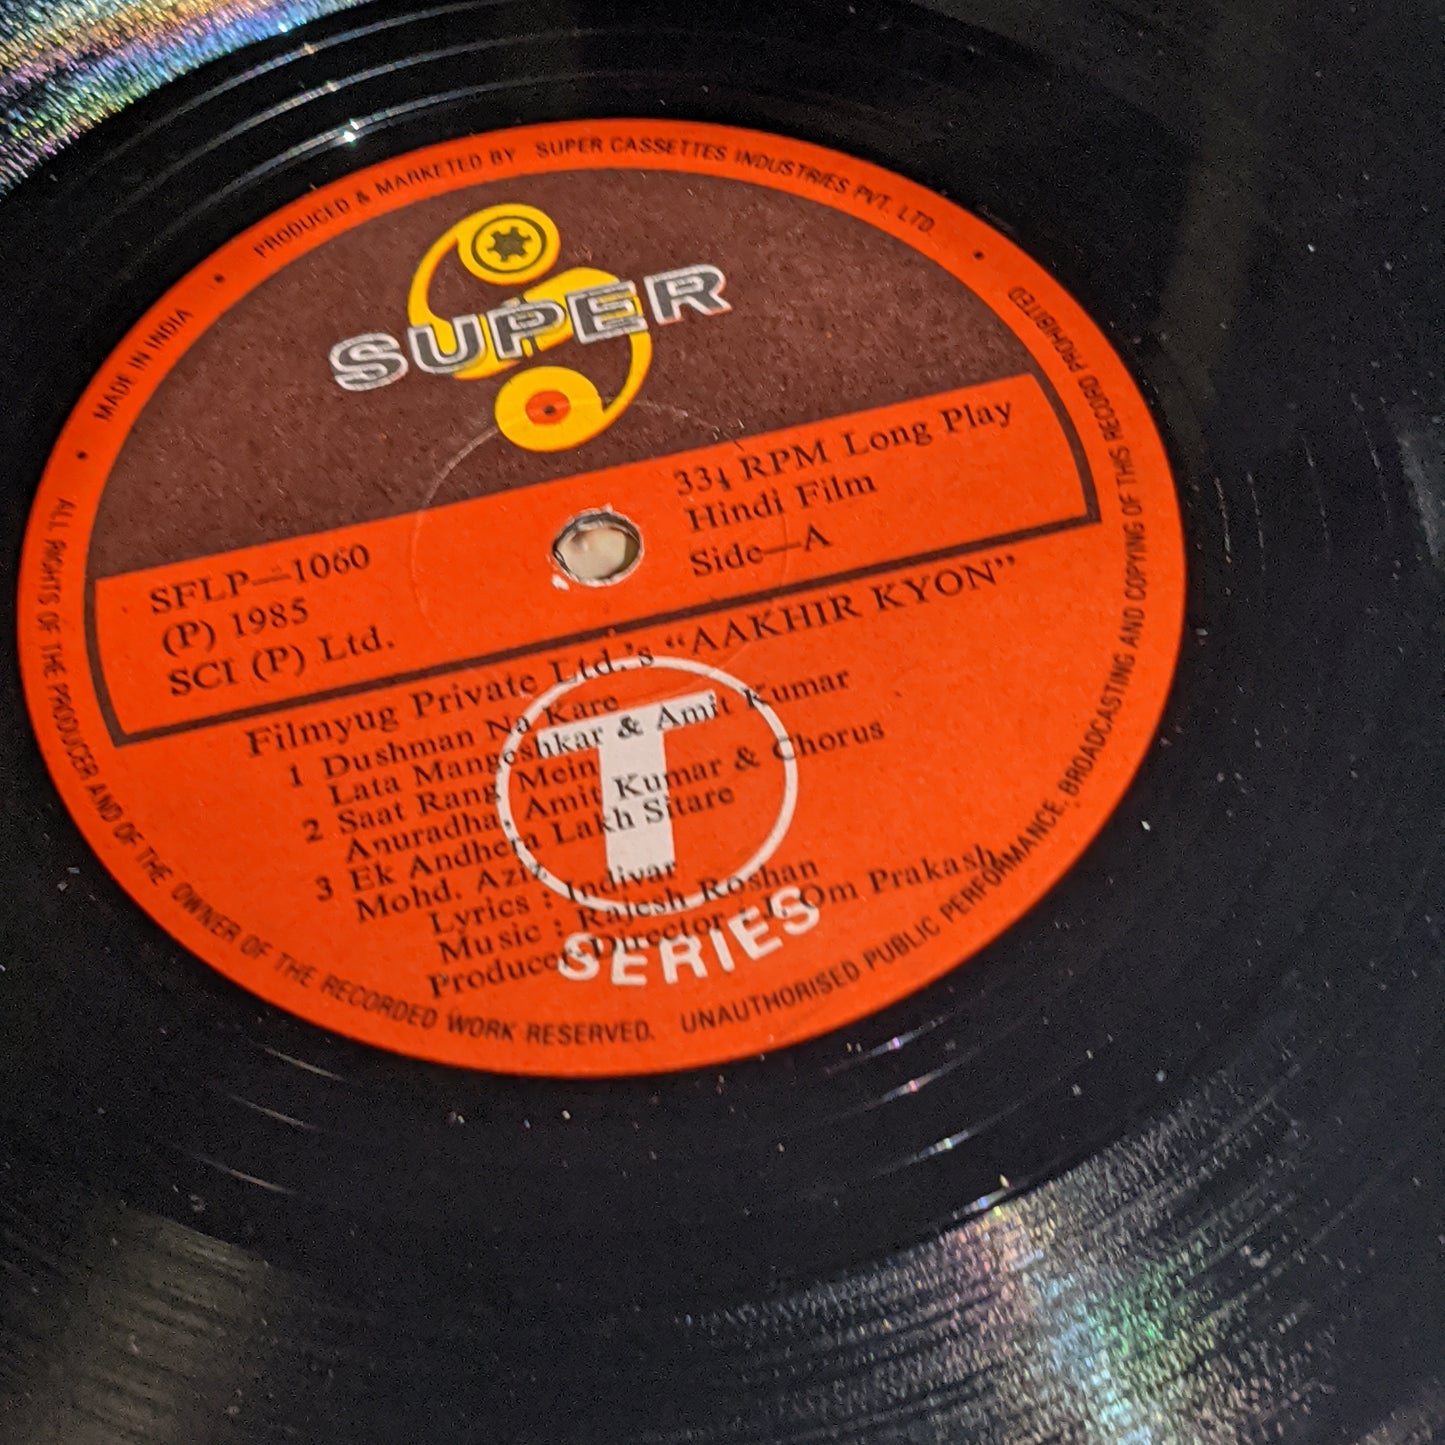 MADE IN INDIA • PRODUCED & MARKETED BY SUPER CASSETTES INDUSTRIES PVT. LTD. •
SUPER
33⅓ RPM Long Play
Hindi Film
Side—A
SFLP—1060
(P) 1985
SCI (P) Ltd.
Filmyug Private Ltd.'s “AAKHIR KYON”
1 Dushman Na Kare
Lata Mangeshkar & Amit Kumar
2 Saat Rang Mein
Anuradha, Amit Kumar & Chorus
3 Ek Andhera Lakh Sitare
Mohd. Aziz
Lyrics : Indivar
Music : Rajesh Roshan
Producer-Director : J. Om Prakash
T
SERIES
ALL RIGHTS OF THE PRODUCER AND OF THE OWNER OF THE RECORDED WORK RESERVED. UNAUTHORISED PUBLIC PERFORMANCE, BROADCASTING AND COPYING OF THIS RECORD PROHIBITED